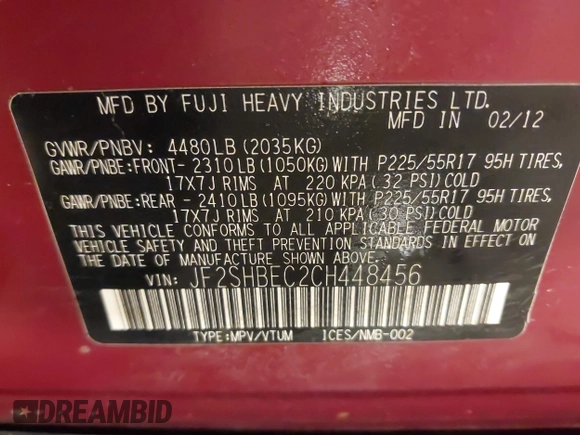 MFD BY FUJI HEAVY INDUSTRIES LTD.
MFD IN 02/12
GVWR/PNBV: 4480LB (2035KG)
GAWR/PNBE: FRONT- 2310LB (1050KG) WITH P225/55R17 95H TIRES,
17X7J RIMS AT 220 KPA (32 PSI) COLD
GAWR/PNBE: REAR - 2410LB (1095KG) WITH P225/55R17 95H TIRES,
17X7J RIMS AT 210 KPA (30 PSI) COLD
THIS VEHICLE CONFORMS TO ALL APPLICABLE FEDERAL MOTOR
VEHICLE SAFETY AND THEFT PREVENTION STANDARDS IN EFFECT
ON THE DATE OF MANUFACTURE SHOWN ABOVE.
VIN: JF2SHBEC2CH448456
TYPE: MPV/VTUM ICES/NMB-002
DREAMBID